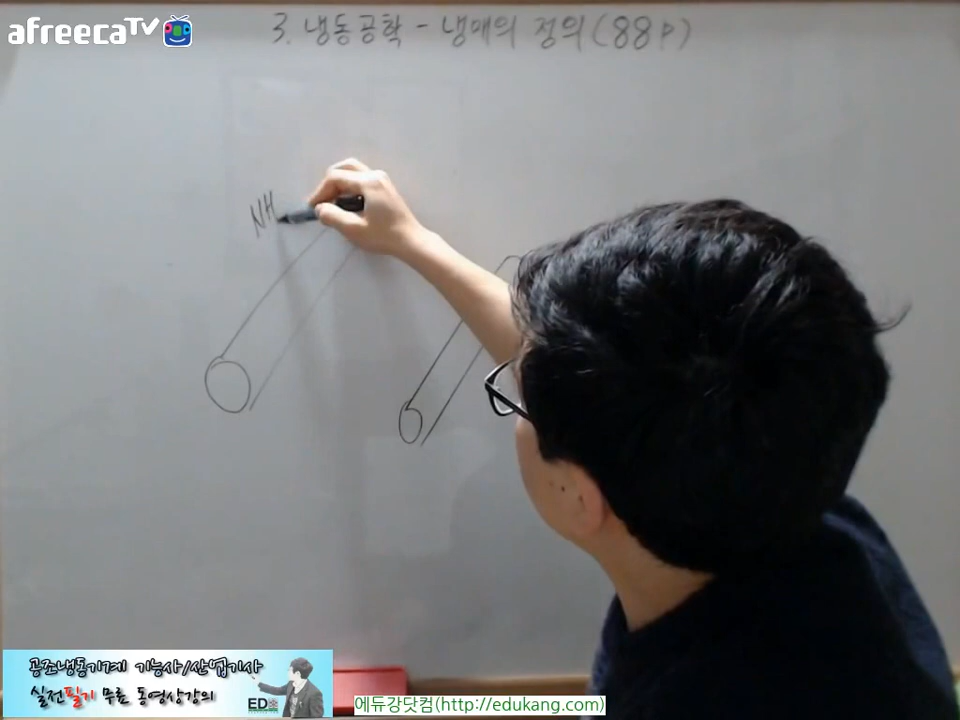 afreecaTV
3. 냉동공학 - 냉매의 정의 (88P)
NH
공조냉동기계 기능사/산업기사
실전필기 무료 동영상강의
EDU
에듀강닷컴(http://edukang.com)